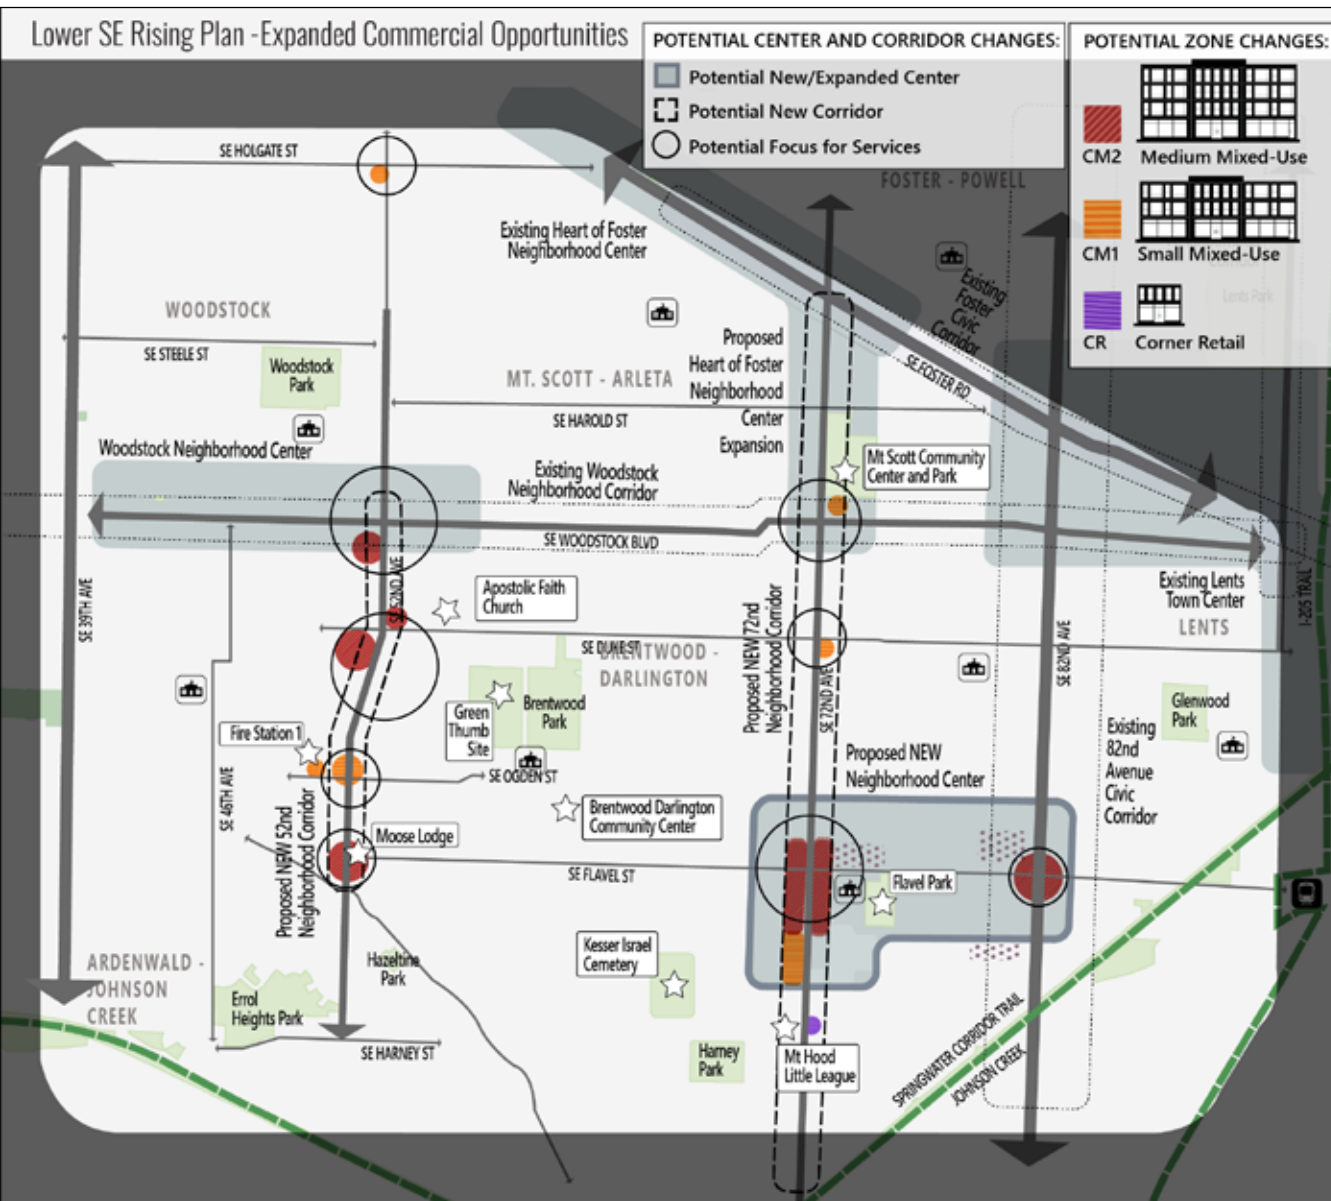 Lower SE Rising Plan -Expanded Commercial Opportunities
POTENTIAL CENTER AND CORRIDOR CHANGES:
Potential New/Expanded Center
Potential New Corridor
Potential Focus for Services
POTENTIAL ZONE CHANGES:
CM2
Medium Mixed-Use
CM1
Small Mixed-Use
CR
Corner Retail
Lents Park
SE HOLGATE ST
FOSTER - POWELL
Existing Heart of Foster
Neighborhood Center
Existing
Foster
Civic
Corridor
WOODSTOCK
SE STEELE ST
Woodstock
Park
Proposed
Heart of Foster
Neighborhood
Center
Expansion
SE FOSTER RD
MT. SCOTT - ARLETA
SE HAROLD ST
Woodstock Neighborhood Center
Existing Woodstock
Neighborhood Corridor
Mt Scott Community
Center and Park
SE WOODSTOCK BLVD
SE 39TH AVE
SE 52ND AVE
Apostolic Faith
Church
Existing Lents
Town Center
LENTS
I-205 TRAIL
Proposed NEW 72nd
Neighborhood Corridor
SE 72ND AVE
SE 82ND AVE
SE DUKE ST
BRENTWOOD -
DARLINGTON
Green
Thumb
Site
Brentwood
Park
Glenwood
Park
Fire Station 1
Existing
82nd
Avenue
Civic
Corridor
SE OGDEN ST
Proposed NEW
Neighborhood Center
SE 46TH AVE
Proposed NEW 52nd
Neighborhood Corridor
Brentwood Darlington
Community Center
Moose Lodge
SE FLAVEL ST
Flavel Park
Kesser Israel
Cemetery
ARDENWALD -
JOHNSON
CREEK
Hazeltine
Park
Errol
Heights Park
SE HARNEY ST
Harney
Park
Mt Hood
Little League
SPRINGWATER CORRIDOR TRAIL
JOHNSON CREEK